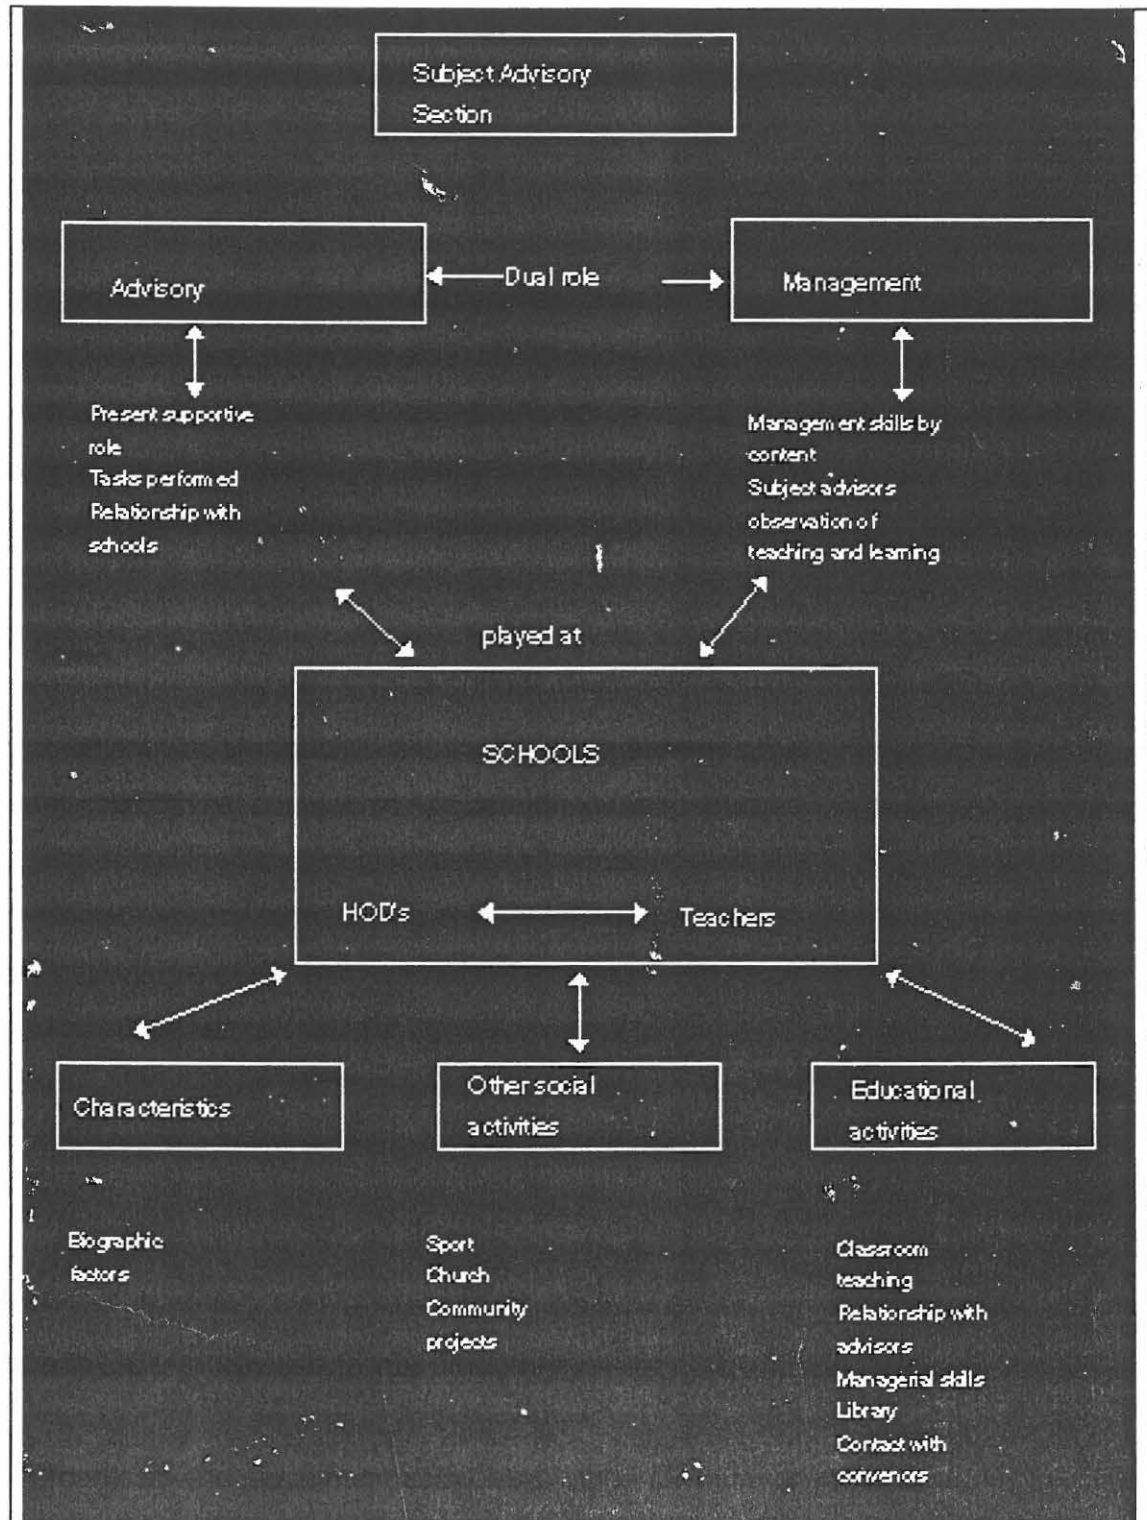 Subject Advisory
Section
Advisory
Dual role
Management
Present supportive
role
Tasks performed
Relationship with
schools
Management skills by
content
Subject advisors
observation of
teaching and learning
played at
SCHOOLS
HOD's
Teachers
Characteristics
Other social
activities
Educational
activities
Biographic
factors
Sport
Church
Community
projects
Classroom
teaching
Relationship with
advisors
Managerial skills
Library
Contact with
convenors